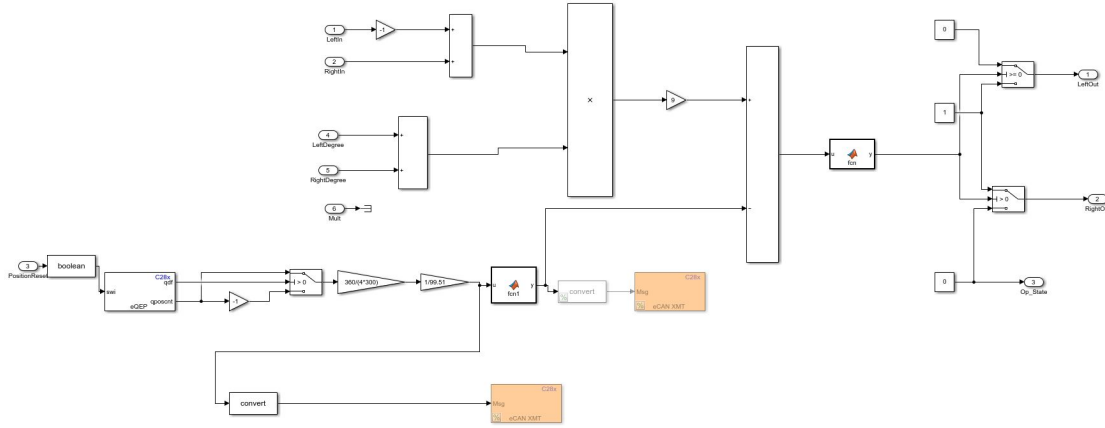 1
LeftIn
-1
+
2
RightIn
+
4
LeftDegree
+
5
RightDegree
+
6
Mult
×
9
+
−
u
fcn
y
0
>= 0
1
LeftOut
1
> 0
2
RightO
0
3
Op_State
3
PositionReset
boolean
C28x
swi
qdf
qposcnt
eQEP
-1
> 0
360/(4*300)
1/99.51
u
fcn1
y
convert
C28x
Msg
eCAN XMT
convert
C28x
Msg
eCAN XMT